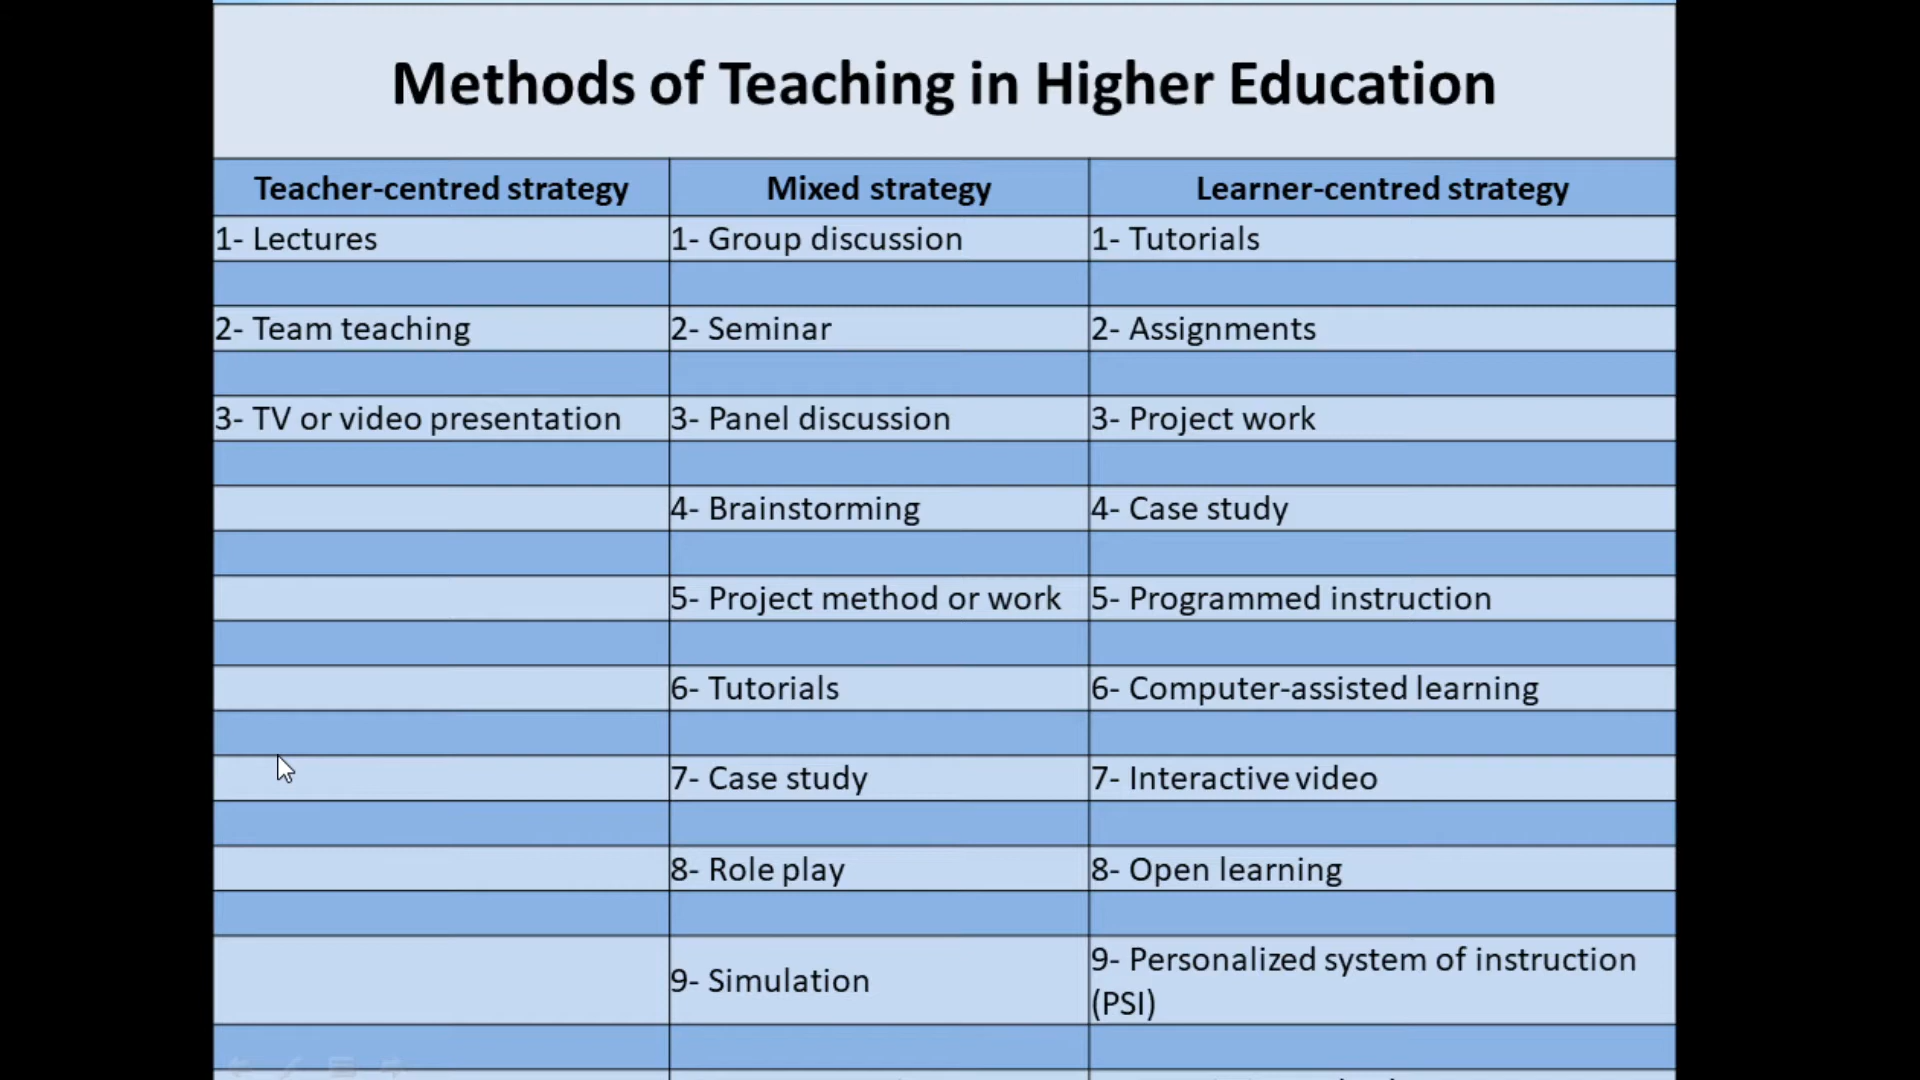 Methods of Teaching in Higher Education
Teacher-centred strategy Mixed strategy Learner-centred strategy
1- Lectures 1- Group discussion 1- Tutorials
2- Team teaching 2- Seminar 2- Assignments
3- TV or video presentation 3- Panel discussion 3- Project work
4- Brainstorming 4- Case study
5- Project method or work 5- Programmed instruction
6- Tutorials 6- Computer-assisted learning
7- Case study 7- Interactive video
8- Role play 8- Open learning
9- Simulation 9- Personalized system of instruction
(PSI)